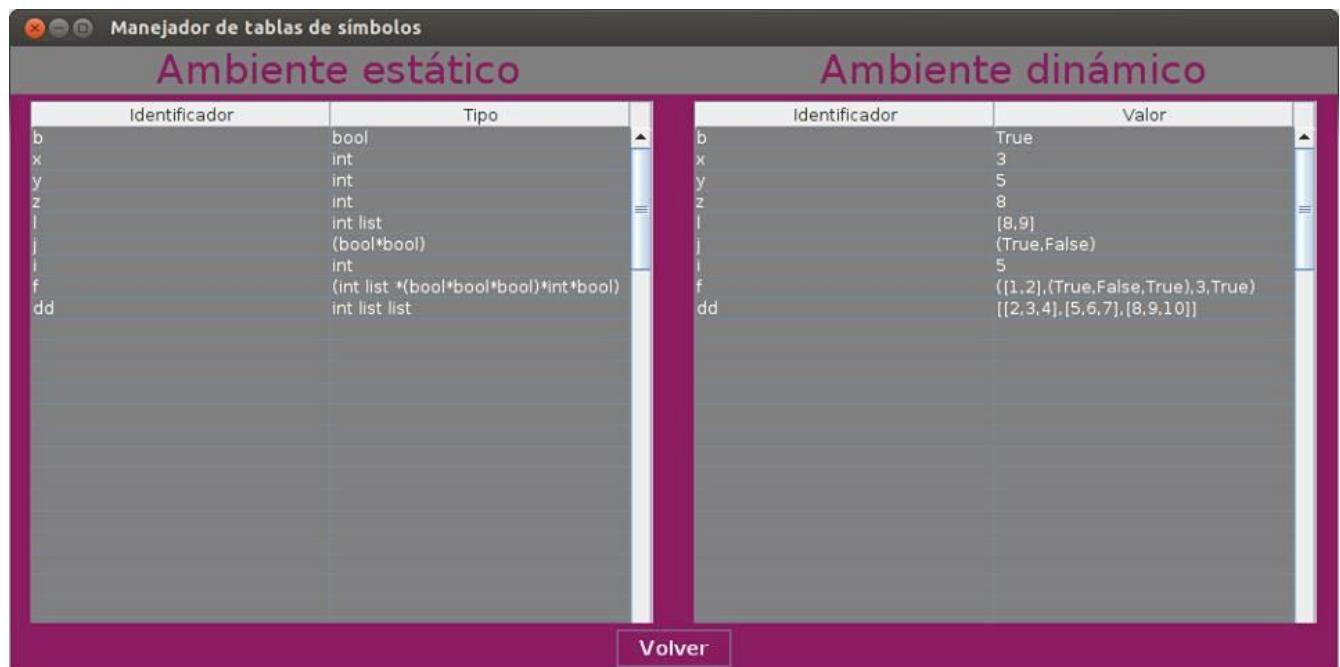 Manejador de tablas de símbolos
Ambiente estático
Ambiente dinámico
Identificador Tipo
b bool
x int
y int
z int
l int list
j (bool*bool)
i int
f (int list *(bool*bool*bool)*int*bool)
dd int list list
Identificador Valor
b True
x 3
y 5
z 8
l [8,9]
j (True,False)
i 5
f ([1,2],(True,False,True),3,True)
dd [[2,3,4],[5,6,7],[8,9,10]]
Volver